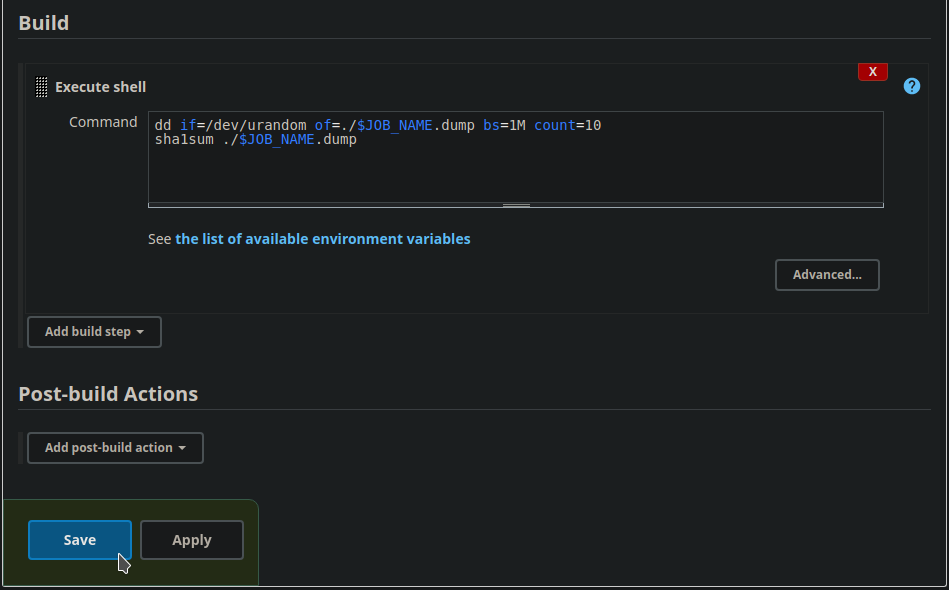 Build
X
Execute shell
?
Command
dd if=/dev/urandom of=./$JOB_NAME.dump bs=1M count=10
sha1sum ./$JOB_NAME.dump
See the list of available environment variables
Advanced...
Add build step
Post-build Actions
Add post-build action
Save
Apply